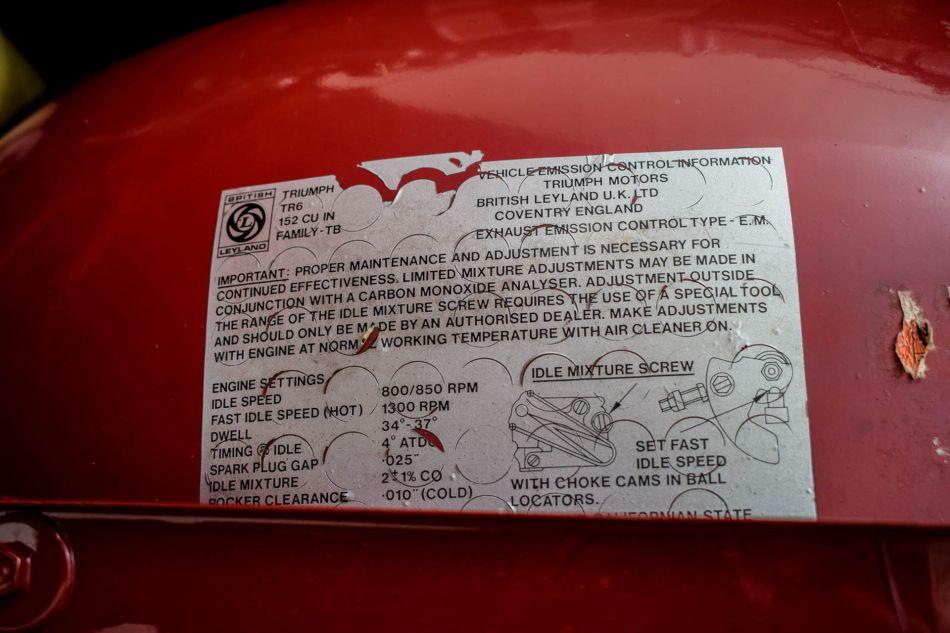 BRITISH
L
LEYLAND
TRIUMPH
TR6
152 CU IN
FAMILY-TB
VEHICLE EMISSION CONTROL INFORMATION
TRIUMPH MOTORS
BRITISH LEYLAND U.K. LTD
COVENTRY ENGLAND
EXHAUST EMISSION CONTROL TYPE - E.M.
IMPORTANT: PROPER MAINTENANCE AND ADJUSTMENT IS NECESSARY FOR
CONTINUED EFFECTIVENESS. LIMITED MIXTURE ADJUSTMENTS MAY BE MADE IN
CONJUNCTION WITH A CARBON MONOXIDE ANALYSER. ADJUSTMENT OUTSIDE
THE RANGE OF THE IDLE MIXTURE SCREW REQUIRES THE USE OF A SPECIAL TOOL
AND SHOULD ONLY BE MADE BY AN AUTHORISED DEALER. MAKE ADJUSTMENTS
WITH ENGINE AT NORMAL WORKING TEMPERATURE WITH AIR CLEANER ON.
ENGINE SETTINGS
IDLE SPEED 800/850 RPM
FAST IDLE SPEED (HOT) 1300 RPM
DWELL 34°-37°
TIMING @ IDLE 4° ATDC
SPARK PLUG GAP ·025"
IDLE MIXTURE 2±1% CO
ROCKER CLEARANCE ·010" (COLD)
IDLE MIXTURE SCREW
SET FAST
IDLE SPEED
WITH CHOKE CAMS IN BALL
LOCATORS.
CALIFORNIAN STATE